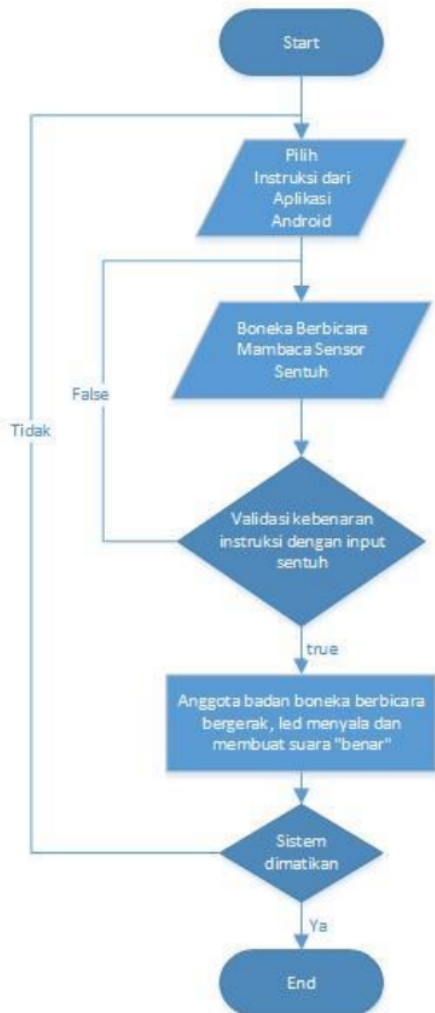 Start
Pilih
Instruksi dari
Aplikasi
Android
Boneka Berbicara
Mambaca Sensor
Sentuh
False
Tidak
Validasi kebenaran
instruksi dengan input
sentuh
true
Anggota badan boneka berbicara
bergerak, led menyala dan
membuat suara "benar"
Sistem
dimatikan
Ya
End